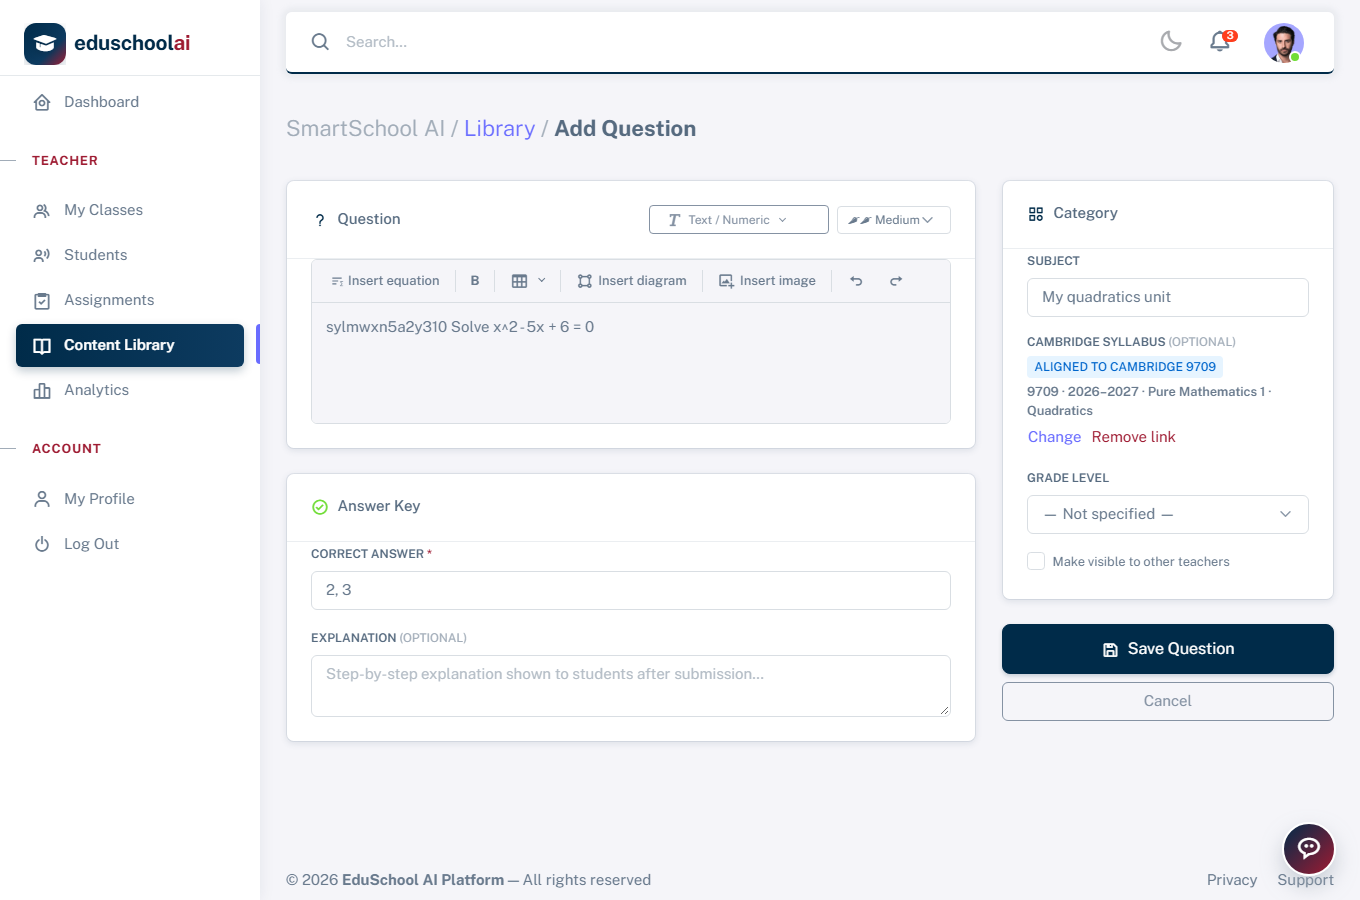 eduschoolai
Search...
3
Dashboard
TEACHER
My Classes
Students
Assignments
Content Library
Analytics
ACCOUNT
My Profile
Log Out
SmartSchool AI / Library / Add Question
? Question
T Text / Numeric
Medium
Insert equation
B
Insert diagram
Insert image
sylmwxn5a2y310 Solve x^2 - 5x + 6 = 0
Answer Key
CORRECT ANSWER *
2, 3
EXPLANATION (OPTIONAL)
Step-by-step explanation shown to students after submission...
Category
SUBJECT
My quadratics unit
CAMBRIDGE SYLLABUS (OPTIONAL)
ALIGNED TO CAMBRIDGE 9709
9709 · 2026–2027 · Pure Mathematics 1 ·
Quadratics
Change Remove link
GRADE LEVEL
— Not specified —
Make visible to other teachers
Save Question
Cancel
© 2026 EduSchool AI Platform — All rights reserved
Privacy Support